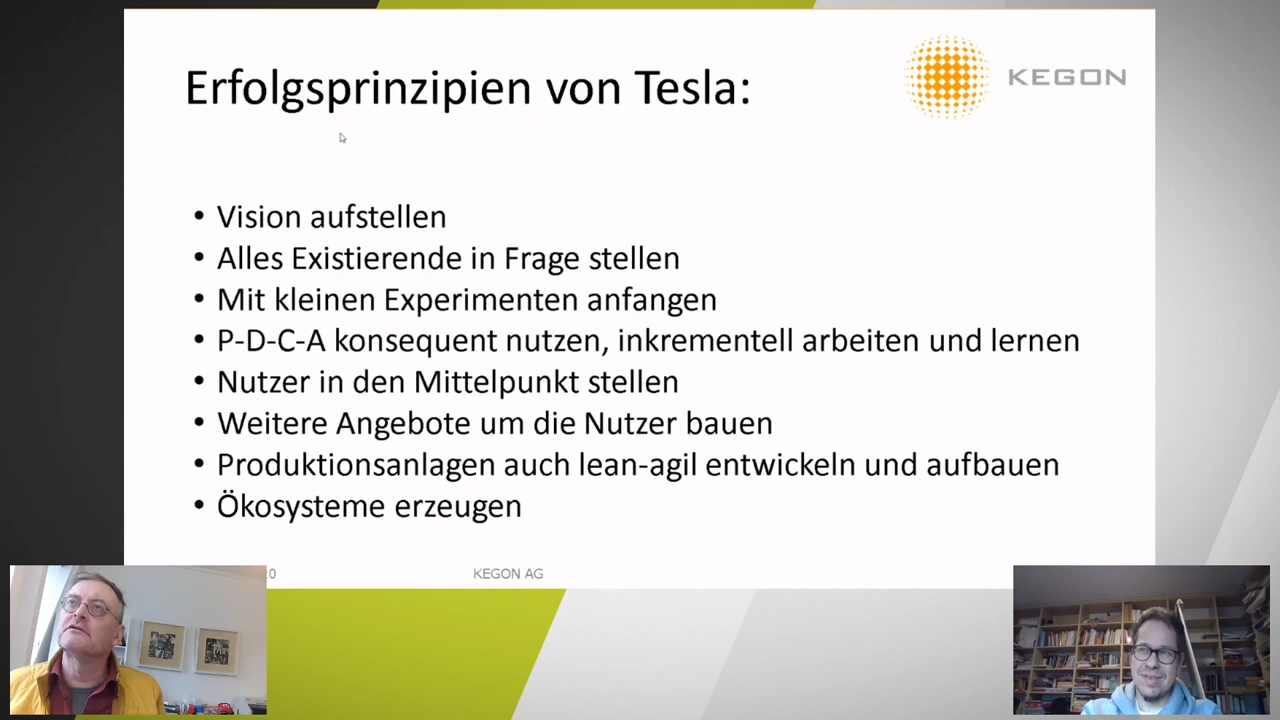 Erfolgsprinzipien von Tesla:
KEGON
• Vision aufstellen
• Alles Existierende in Frage stellen
• Mit kleinen Experimenten anfangen
• P-D-C-A konsequent nutzen, inkrementell arbeiten und lernen
• Nutzer in den Mittelpunkt stellen
• Weitere Angebote um die Nutzer bauen
• Produktionsanlagen auch lean-agil entwickeln und aufbauen
• Ökosysteme erzeugen
KEGON AG